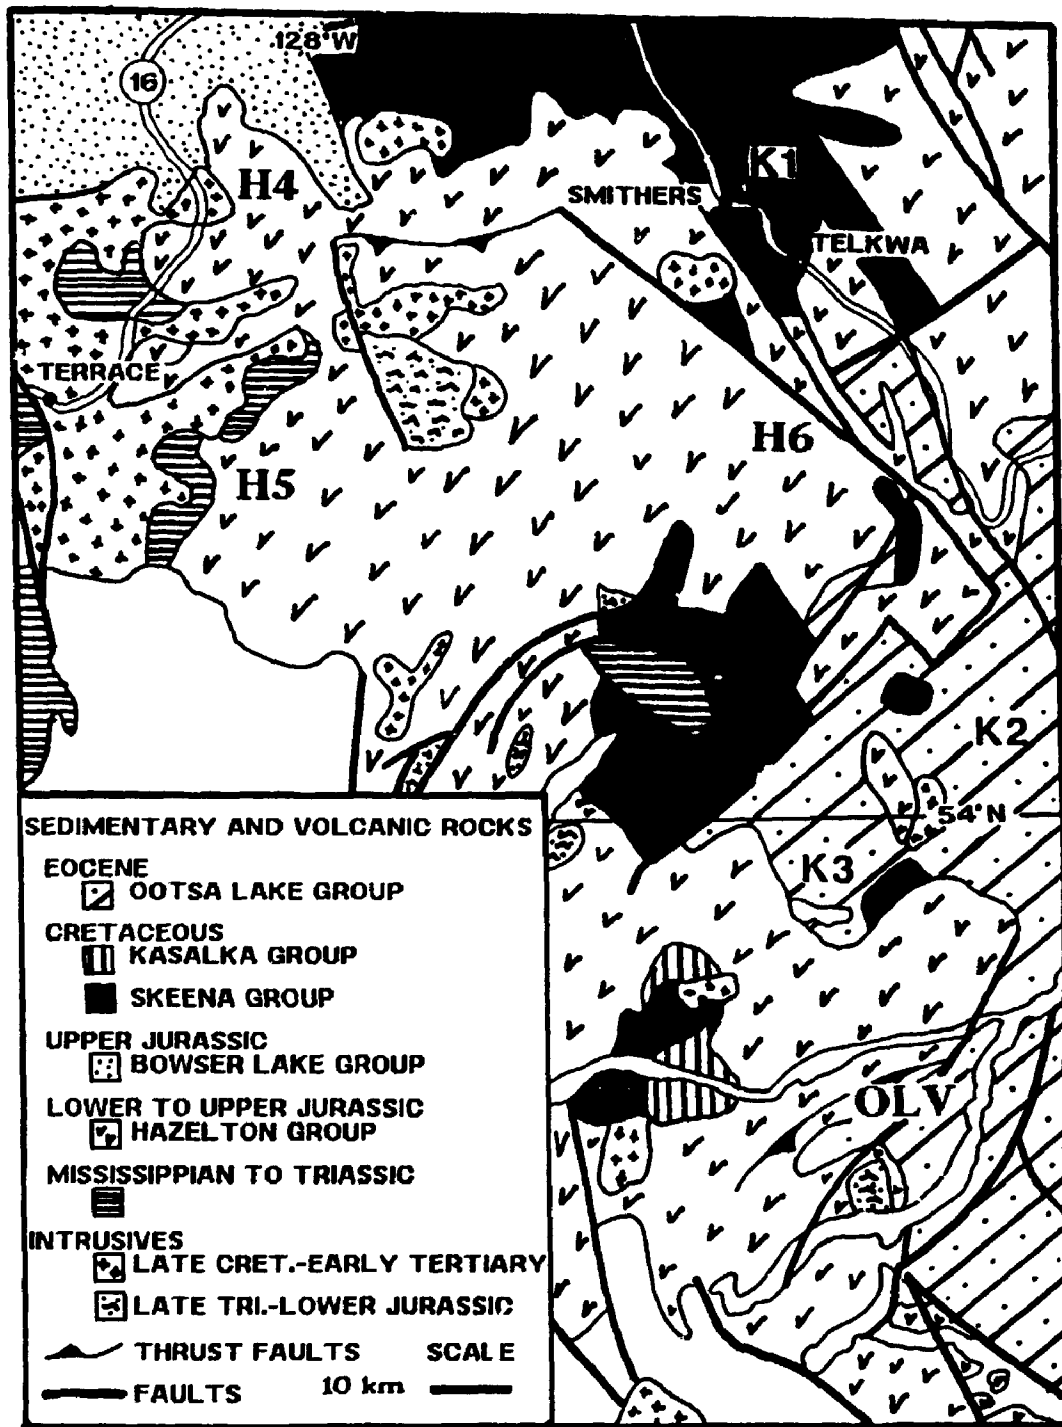 128°W
16
K1
H4
SMITHERS
TELKWA
TERRACE
H6
H5
K2
54°N
K3
OLV
SEDIMENTARY AND VOLCANIC ROCKS
EOCENE
OOTSA LAKE GROUP
CRETACEOUS
KASALKA GROUP
SKEENA GROUP
UPPER JURASSIC
BOWSER LAKE GROUP
LOWER TO UPPER JURASSIC
HAZELTON GROUP
MISSISSIPPIAN TO TRIASSIC
INTRUSIVES
LATE CRET.-EARLY TERTIARY
LATE TRI.-LOWER JURASSIC
THRUST FAULTS SCALE
FAULTS 10 km